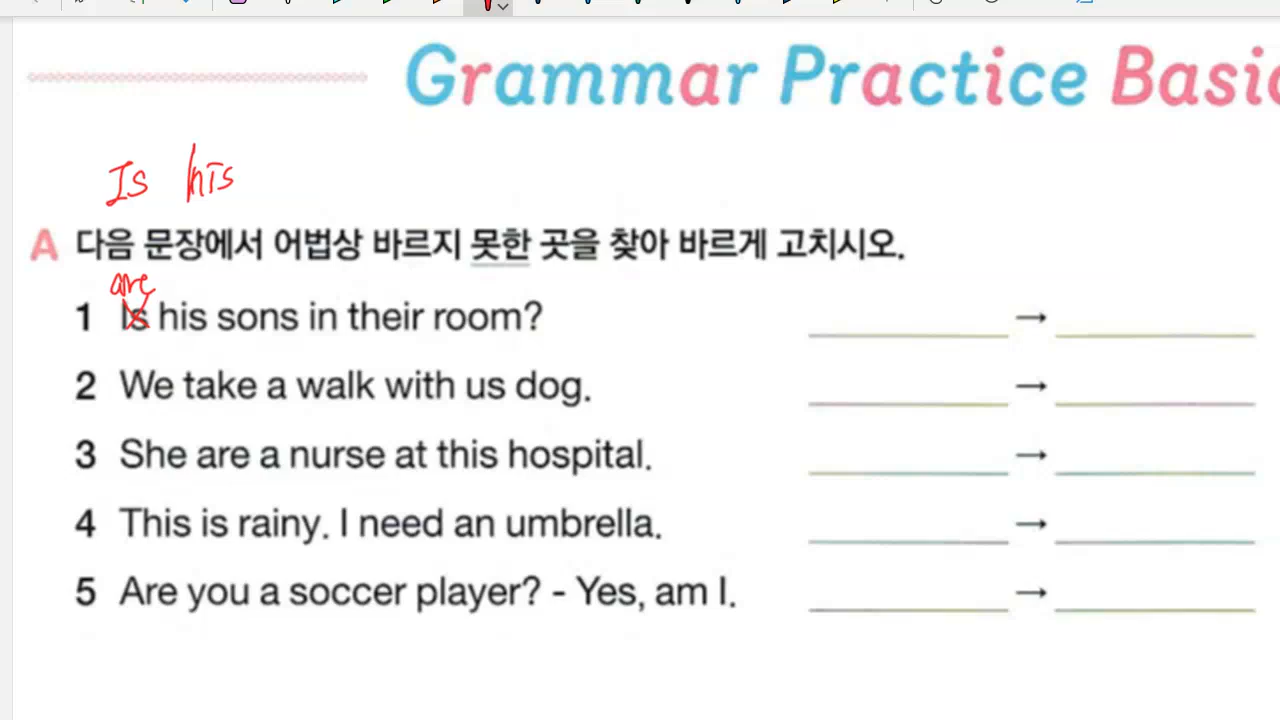 Grammar Practice Basic
Is his
A 다음 문장에서 어법상 바르지 못한 곳을 찾아 바르게 고치시오.
are
1 Is his sons in their room? →
2 We take a walk with us dog. →
3 She are a nurse at this hospital. →
4 This is rainy. I need an umbrella. →
5 Are you a soccer player? - Yes, am I. →